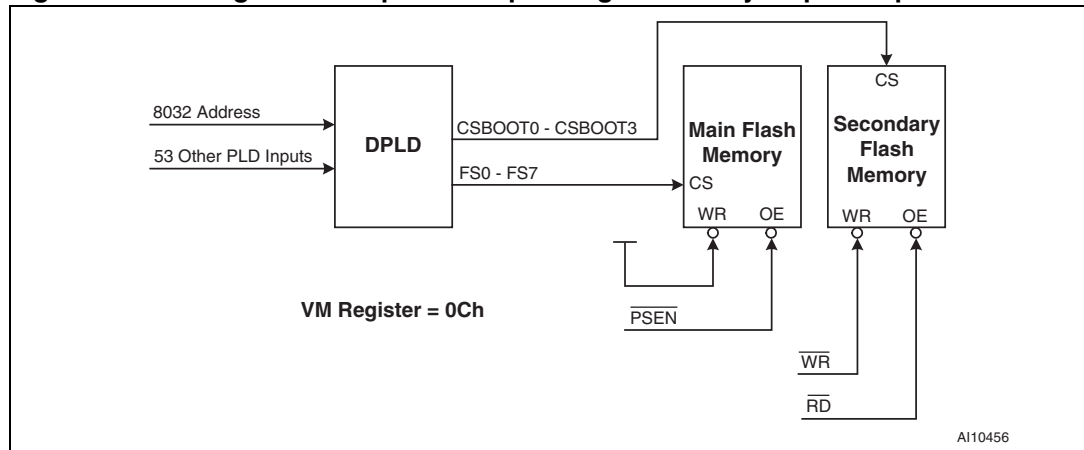 8032 Address
53 Other PLD Inputs
DPLD
CSBOOT0 - CSBOOT3
FS0 - FS7
Main Flash
Memory
CS
WR OE
CS
Secondary
Flash
Memory
WR OE
VM Register = 0Ch
PSEN
WR
RD
AI10456